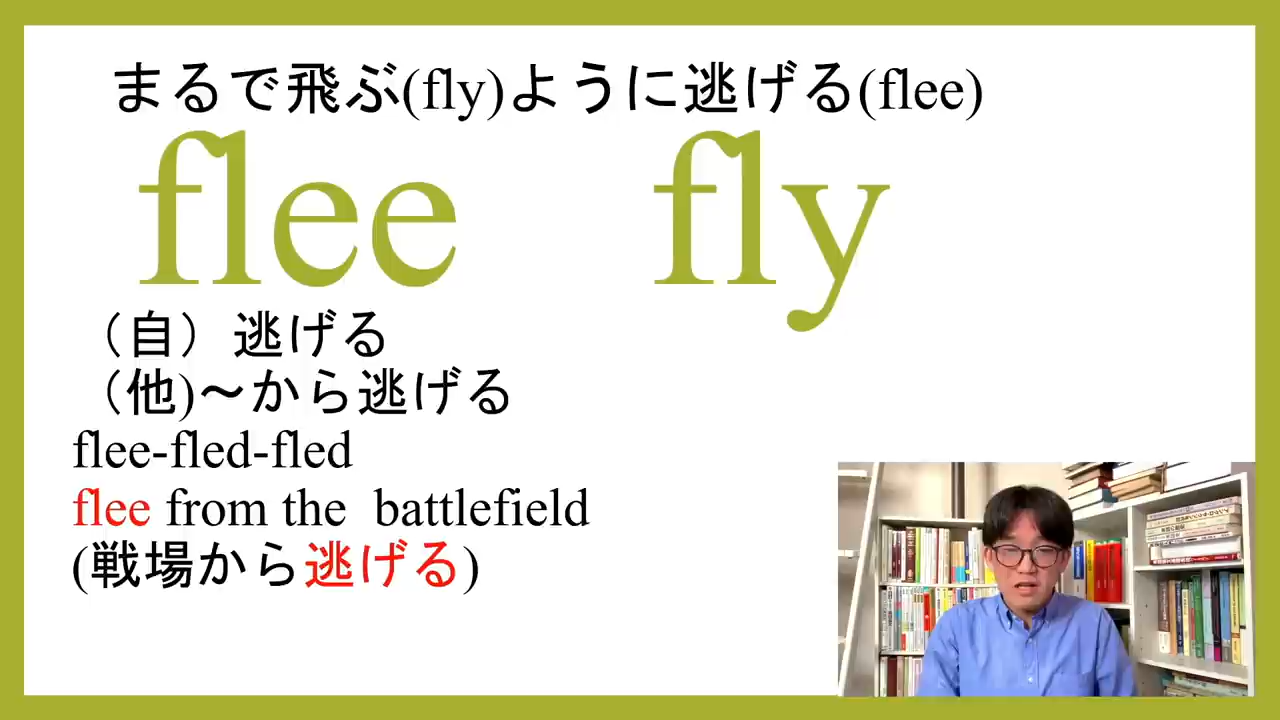 まるで飛ぶ(fly)ように逃げる(flee)
flee fly
（自）逃げる
（他)～から逃げる
flee-fled-fled
flee from the battlefield
(戦場から逃げる)